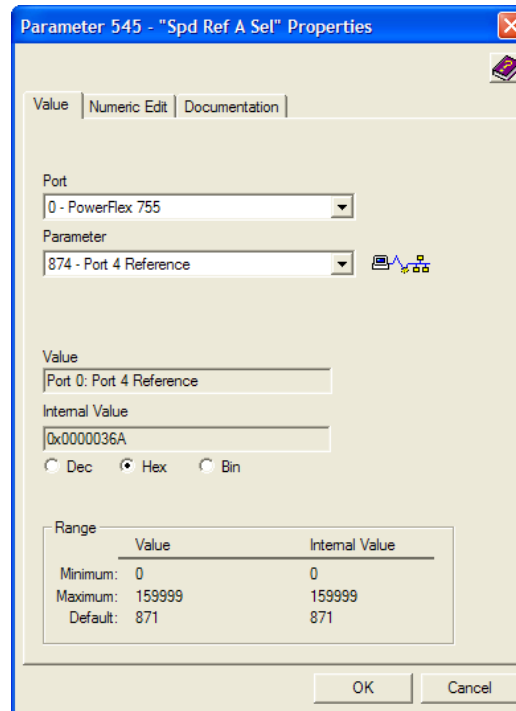 Parameter 545 - "Spd Ref A Sel" Properties
Value Numeric Edit Documentation
Port
0 - PowerFlex 755
Parameter
874 - Port 4 Reference
Value
Port 0: Port 4 Reference
Internal Value
0x0000036A
Dec Hex Bin
Range
Value Internal Value
Minimum: 0 0
Maximum: 159999 159999
Default: 871 871
OK Cancel